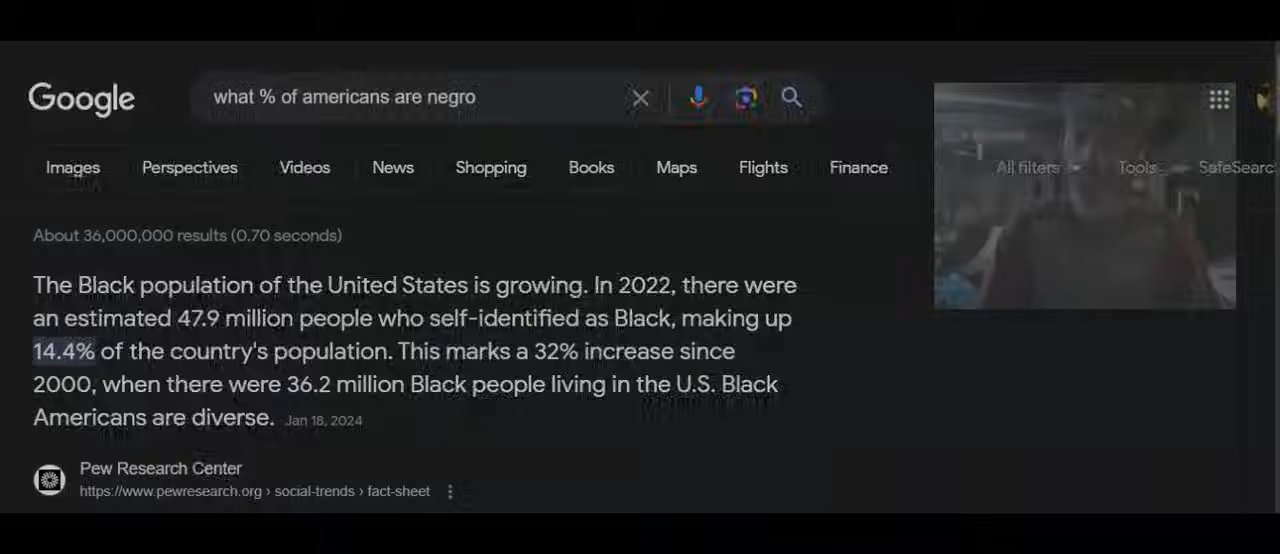 Google
what % of americans are negro
Images Perspectives Videos News Shopping Books Maps Flights Finance All filters Tools SafeSearc
About 36,000,000 results (0.70 seconds)
The Black population of the United States is growing. In 2022, there were
an estimated 47.9 million people who self-identified as Black, making up
14.4% of the country's population. This marks a 32% increase since
2000, when there were 36.2 million Black people living in the U.S. Black
Americans are diverse. Jan 18, 2024
Pew Research Center
https://www.pewresearch.org › social-trends › fact-sheet